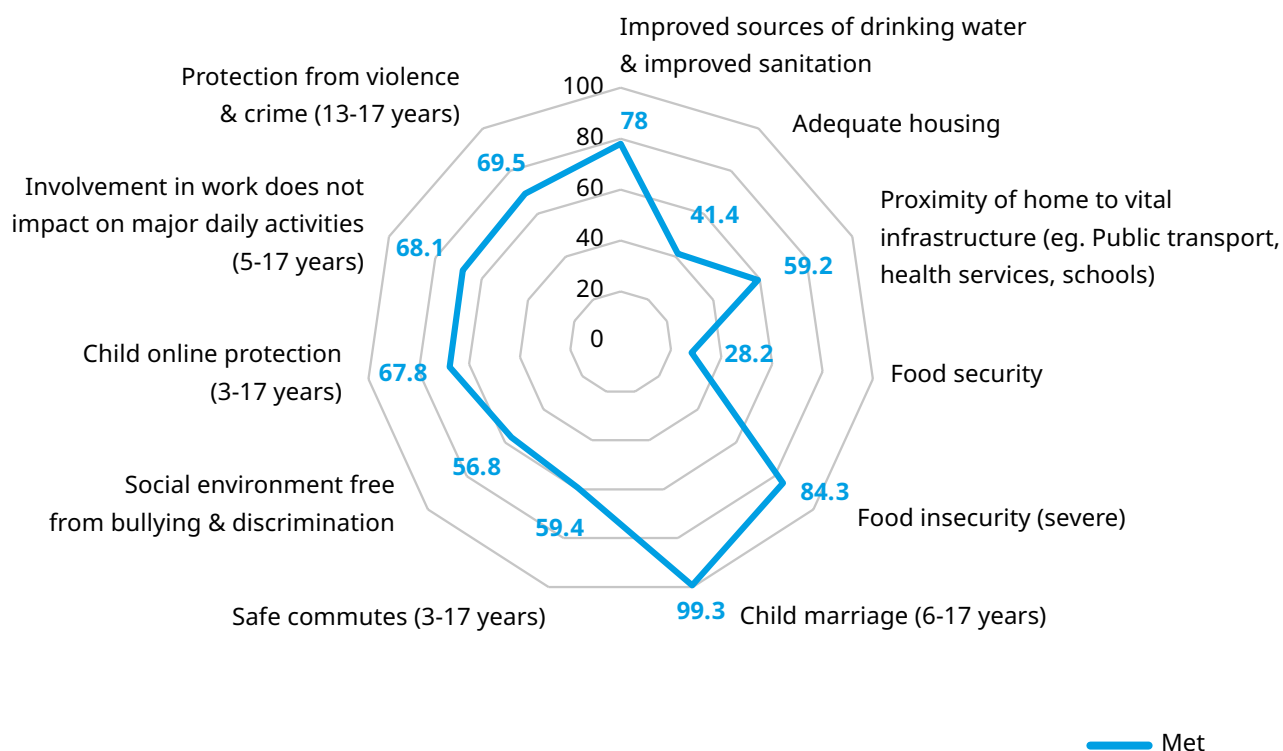 Improved sources of drinking water
& improved sanitation
78
Adequate housing
41.4
Proximity of home to vital
infrastructure (eg. Public transport,
health services, schools)
59.2
Food security
28.2
Food insecurity (severe)
84.3
Child marriage (6-17 years)
99.3
Safe commutes (3-17 years)
59.4
Social environment free
from bullying & discrimination
56.8
Child online protection
(3-17 years)
67.8
Involvement in work does not
impact on major daily activities
(5-17 years)
68.1
Protection from violence
& crime (13-17 years)
69.5
100
80
60
40
20
0
Met